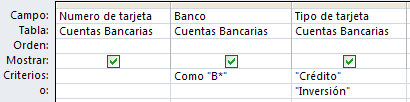 Campo: Numero de tarjeta Banco Tipo de tarjeta
Tabla: Cuentas Bancarias Cuentas Bancarias Cuentas Bancarias
Orden:
Mostrar:
Criterios: Como "B*" "Crédito"
o: "Inversión"